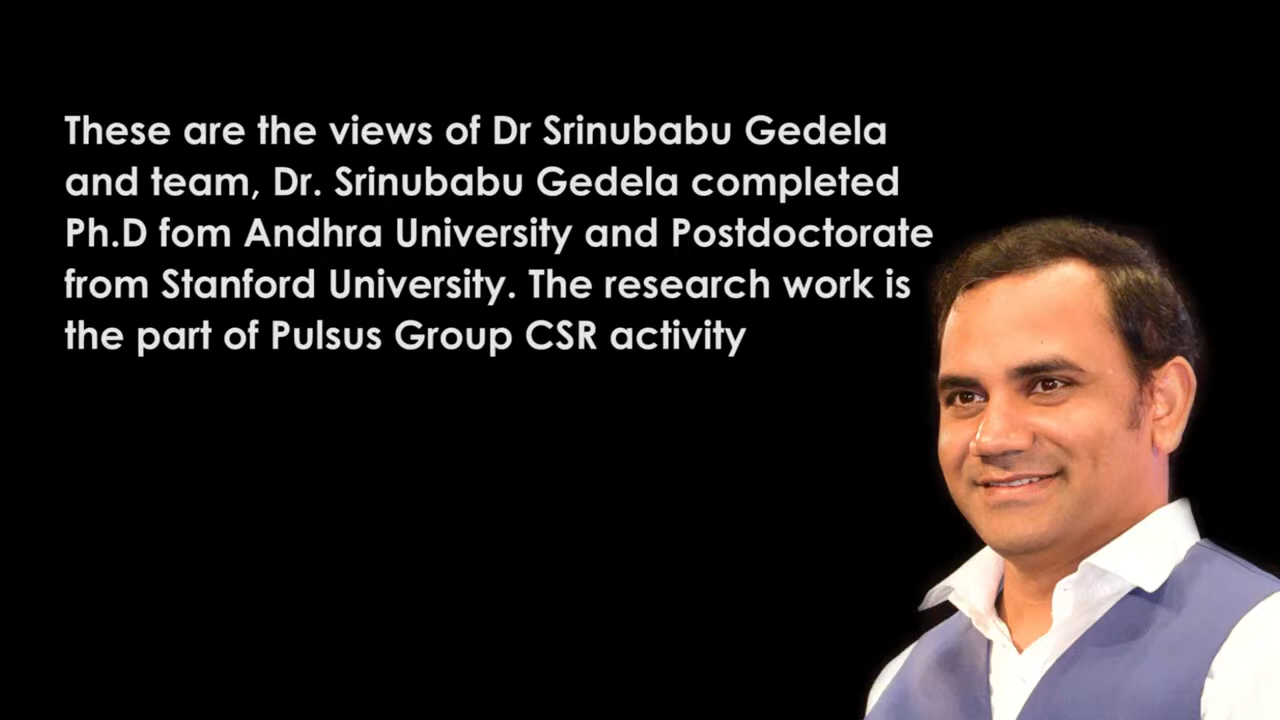 These are the views of Dr Srinubabu Gedela
and team, Dr. Srinubabu Gedela completed
Ph.D fom Andhra University and Postdoctorate
from Stanford University. The research work is
the part of Pulsus Group CSR activity